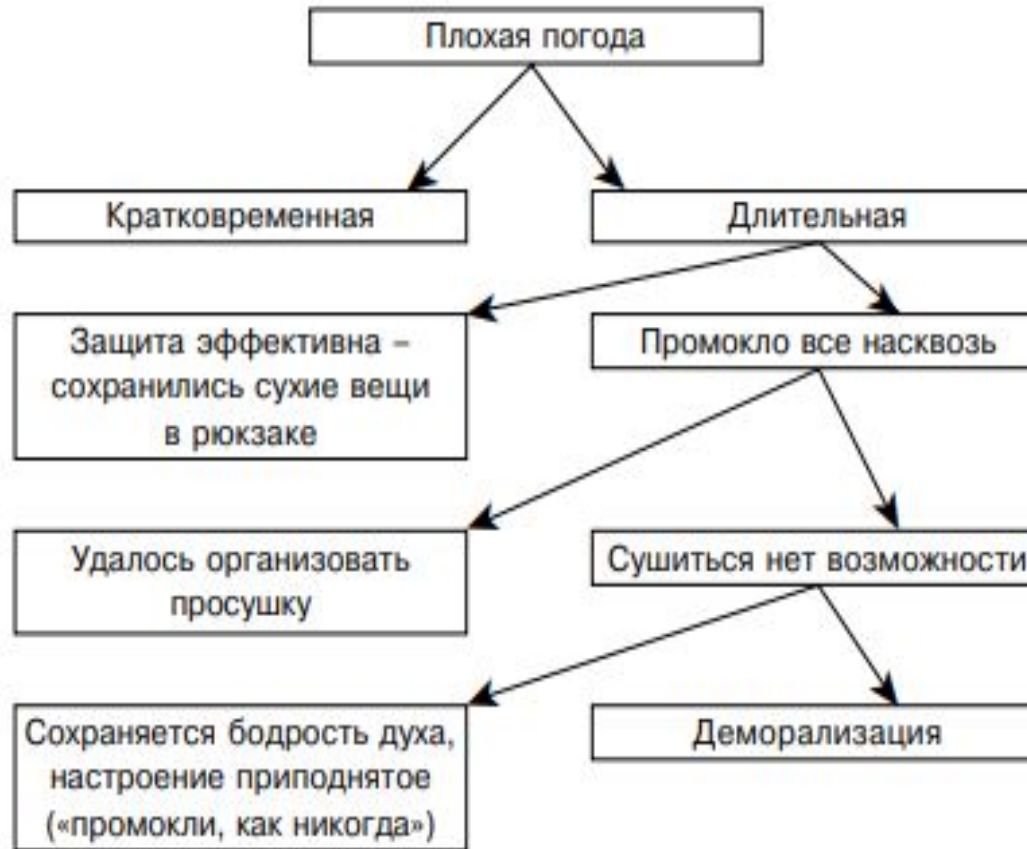 Плохая погода
Кратковременная
Длительная
Защита эффективна –
сохранились сухие вещи
в рюкзаке
Промокло все насквозь
Удалось организовать
просушку
Сушиться нет возможности
Сохраняется бодрость духа,
настроение приподнятое
(«промокли, как никогда»)
Деморализация